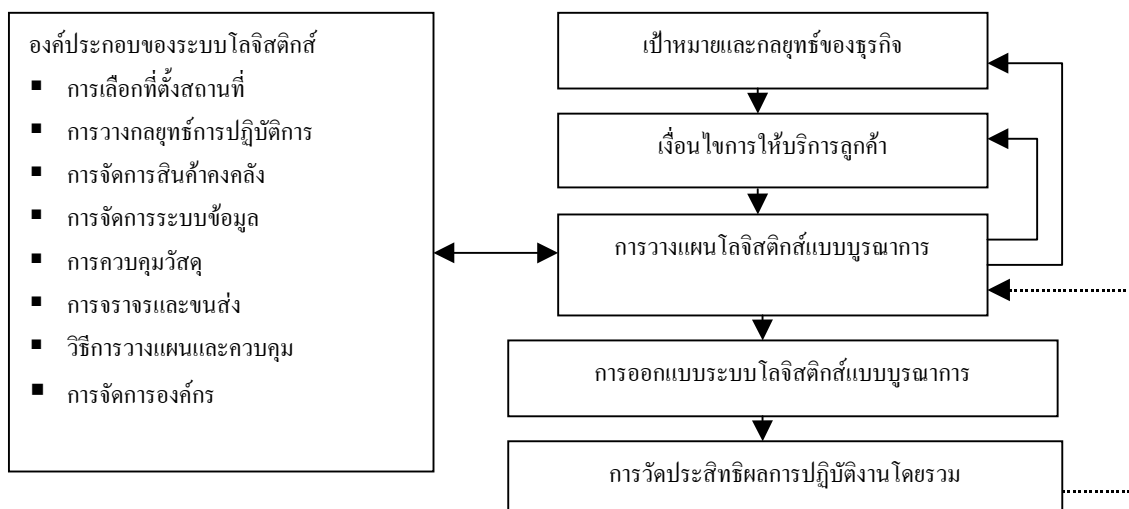 องค์ประกอบของระบบโลจิสติกส์
▪ การเลือกที่ตั้งสถานที่
▪ การวางกลยุทธ์การปฏิบัติการ
▪ การจัดการสินค้าคงคลัง
▪ การจัดการระบบข้อมูล
▪ การควบคุมวัสดุ
▪ การจราจรและขนส่ง
▪ วิธีการวางแผนและควบคุม
▪ การจัดการองค์กร
เป้าหมายและกลยุทธ์ของธุรกิจ
เงื่อนไขการให้บริการลูกค้า
การวางแผนโลจิสติกส์แบบบูรณาการ
การออกแบบระบบโลจิสติกส์แบบบูรณาการ
การวัดประสิทธิผลการปฏิบัติงานโดยรวม